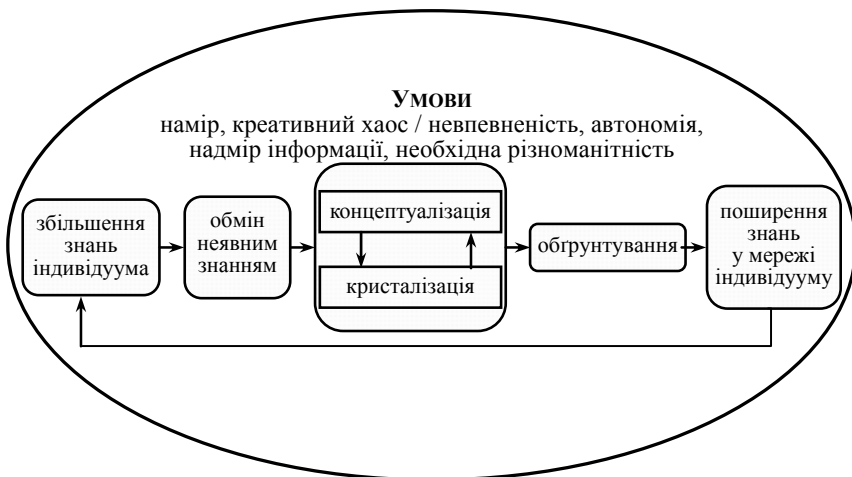 Умови
намір, креативний хаос / невпевненість, автономія,
надмір інформації, необхідна різноманітність
збільшення
знань
індивідуума
обмін
неявним
знанням
концептуалізація
кристалізація
обґрунтування
поширення
знань
у мережі
індивідууму